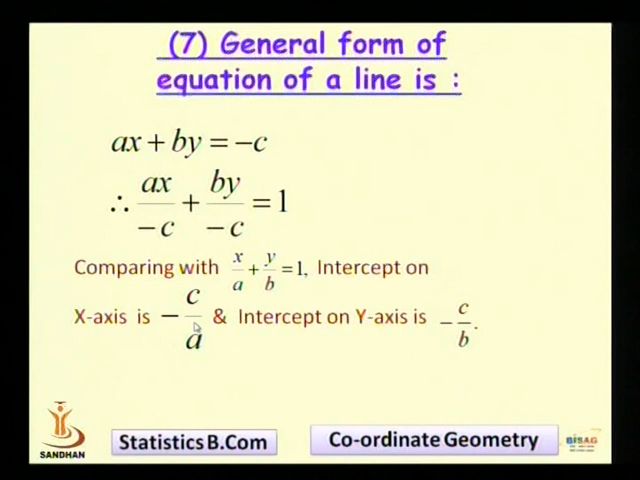 (7) General form of
equation of a line is :
ax + by = −c
∴ ax/−c + by/−c = 1
Comparing with x/a + y/b = 1, Intercept on
X-axis is − c/a & Intercept on Y-axis is − c/b.
SANDHAN
Statistics B.Com
Co-ordinate Geometry
BISAG